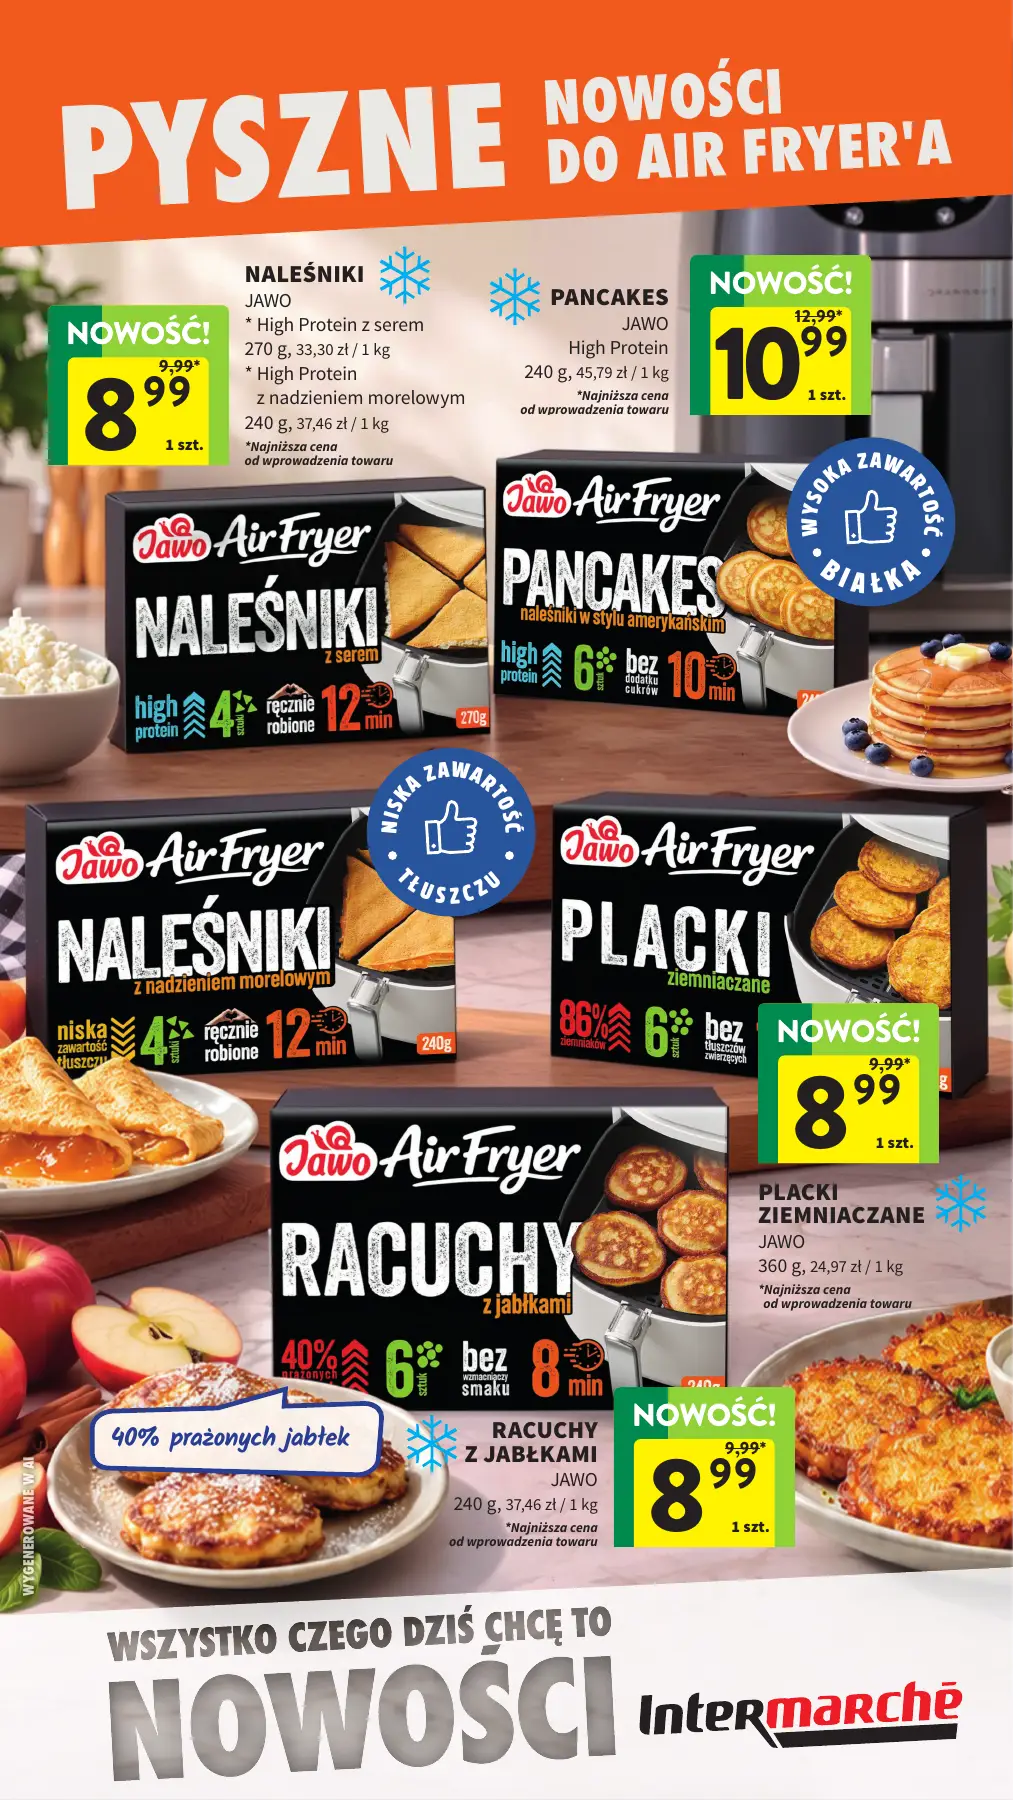 PYSZNE
NOWOŚCI
DO AIR FRYER'A
NALEŚNIKI
JAWO
* High Protein z serem
270 g, 33,30 zł / 1 kg
* High Protein
z nadzieniem morelowym
240 g, 37,46 zł / 1 kg
*Najniższa cena
od wprowadzenia towaru
NOWOŚĆ!
9,99*
8 99
1 szt.
PANCAKES
JAWO
High Protein
240 g, 45,79 zł / 1 kg
*Najniższa cena
od wprowadzenia towaru
NOWOŚĆ!
12,99*
10 99
1 szt.
WYSOKA ZAWARTOŚĆ
• BIAŁKA •
Jawo Air Fryer
NALEŚNIKI
z serem
high
protein
4
sztuki
ręcznie
robione
12
min
270g
Jawo Air Fryer
PANCAKES
naleśniki w stylu amerykańskim
high
protein
6
sztuk
bez
dodatku
cukrów
10
min
NISKA ZAWARTOŚĆ
• TŁUSZCZU •
Jawo Air Fryer
NALEŚNIKI
z nadzieniem morelowym
niska
zawartość
tłuszczu
4
sztuki
ręcznie
robione
12
min
240g
Jawo Air Fryer
PLACKI
ziemniaczane
86%
ziemniaków
6
sztuk
bez
tłuszczów
zwierzęcych
g
NOWOŚĆ!
9,99*
8 99
1 szt.
PLACKI
ZIEMNIACZANE
JAWO
360 g, 24,97 zł / 1 kg
*Najniższa cena
od wprowadzenia towaru
Jawo Air Fryer
RACUCHY
z jabłkami
40%
prażonych
6
sztuk
bez
wzmacniaczy
smaku
8
min
240g
40% prażonych jabłek
RACUCHY
Z JABŁKAMI
JAWO
240 g, 37,46 zł / 1 kg
*Najniższa cena
od wprowadzenia towaru
NOWOŚĆ!
9,99*
8 99
1 szt.
WYGENEROWANE W AI
WSZYSTKO CZEGO DZIŚ CHCĘ TO
NOWOŚCI
Intermarchē